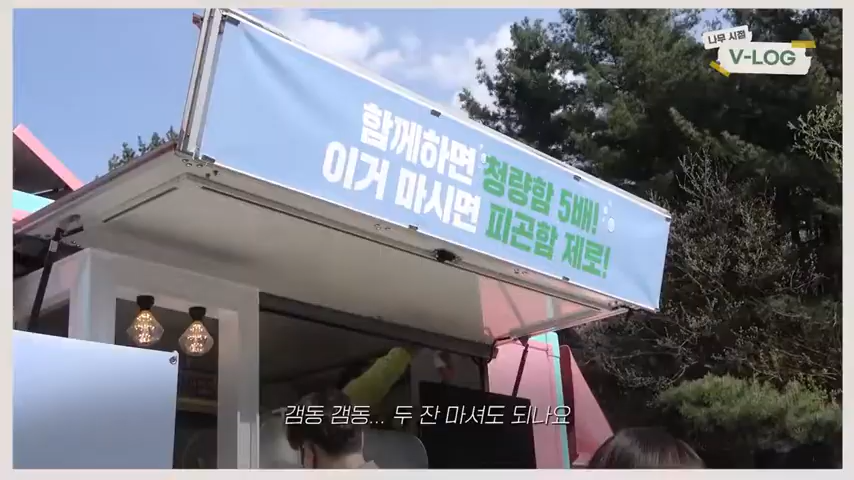 나무 시절
V-LOG
함께하면 청량함 5배!
이거 마시면 피곤함 제로!
갬동 갬동... 두 잔 마셔도 되나요